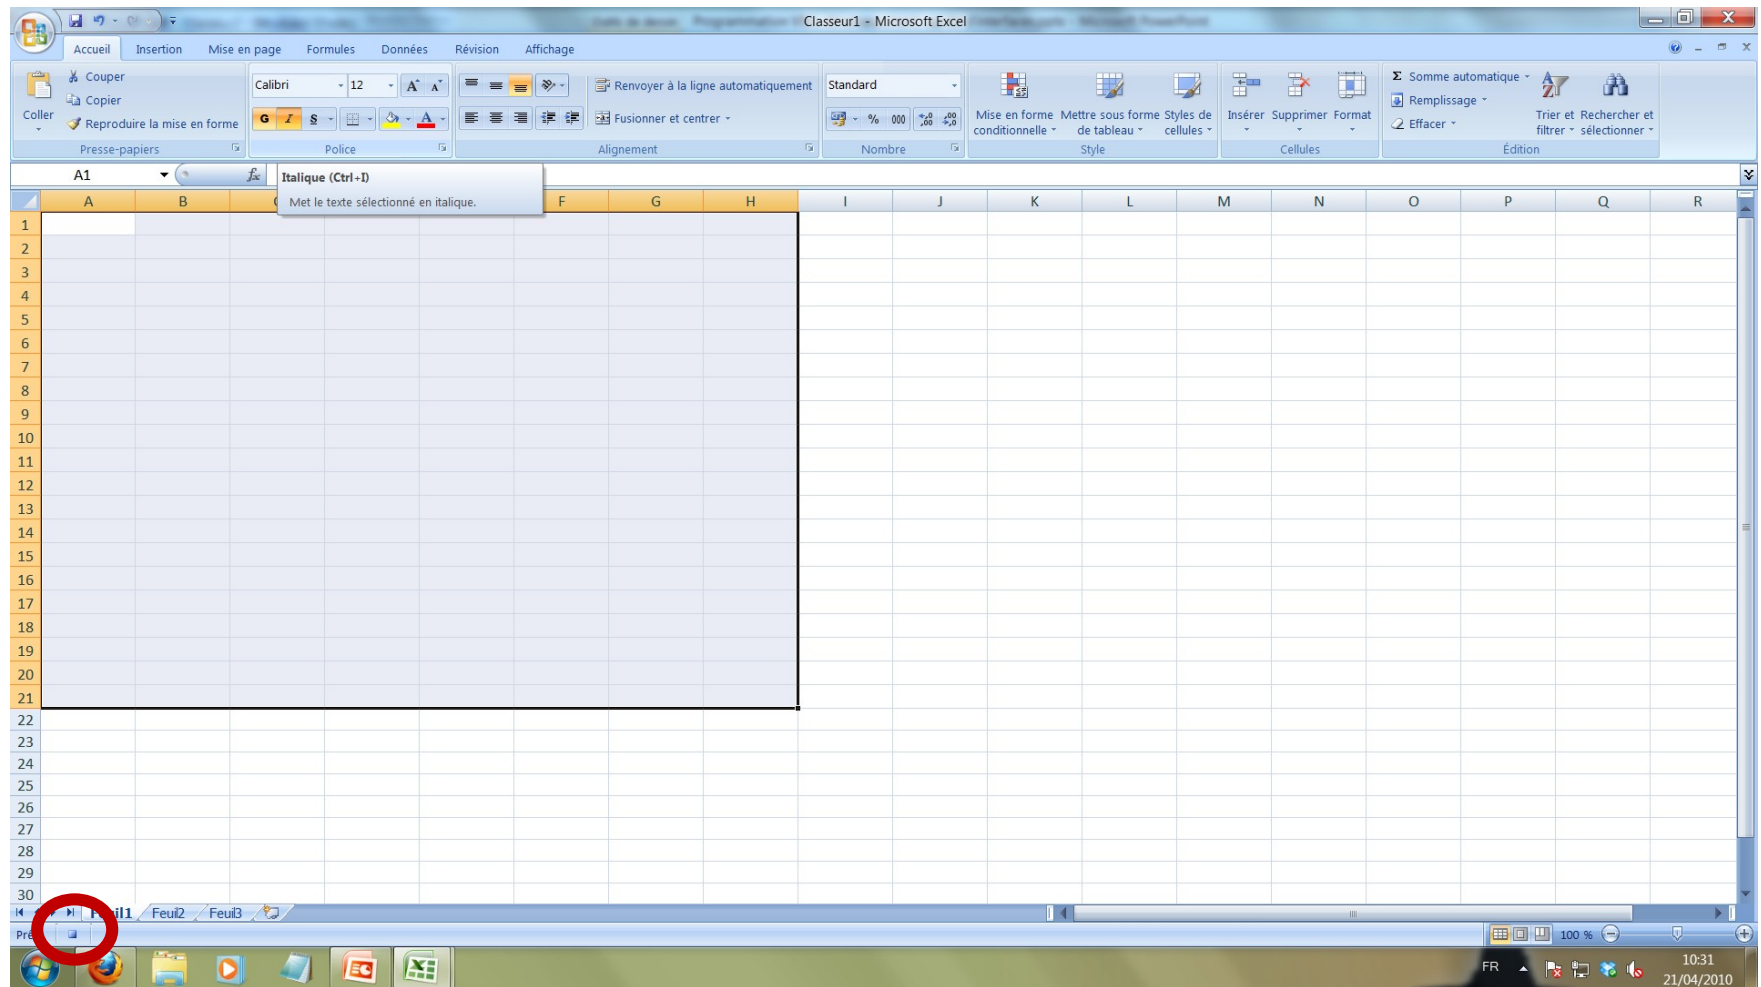 Classeur1 - Microsoft Excel
Accueil Insertion Mise en page Formules Données Révision Affichage
Coller
Couper
Copier
Reproduire la mise en forme
Presse-papiers
Calibri 12
G I S A
Police
Renvoyer à la ligne automatiquement
Fusionner et centrer
Alignement
Standard
% 000 ,00 ,00
Nombre
Mise en forme conditionnelle
Mettre sous forme de tableau
Styles de cellules
Style
Insérer Supprimer Format
Cellules
Σ Somme automatique
Remplissage
Effacer
Trier et filtrer
Rechercher et sélectionner
Édition
A1 fx
Italique (Ctrl+I)
Met le texte sélectionné en italique.
A B F G H I J K L M N O P Q R
1
2
3
4
5
6
7
8
9
10
11
12
13
14
15
16
17
18
19
20
21
22
23
24
25
26
27
28
29
30
Feuil2 Feuil3
100 %
FR
10:31
21/04/2010